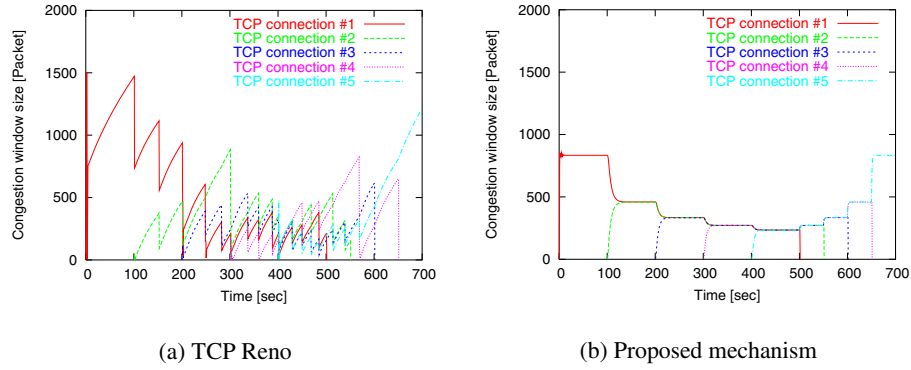 2000
1500
1000
500
0
Congestion window size [Packet]
TCP connection #1
TCP connection #2
TCP connection #3
TCP connection #4
TCP connection #5
0 100 200 300 400 500 600 700
Time [sec]
(a) TCP Reno
2000
1500
1000
500
0
Congestion window size [Packet]
TCP connection #1
TCP connection #2
TCP connection #3
TCP connection #4
TCP connection #5
0 100 200 300 400 500 600 700
Time [sec]
(b) Proposed mechanism